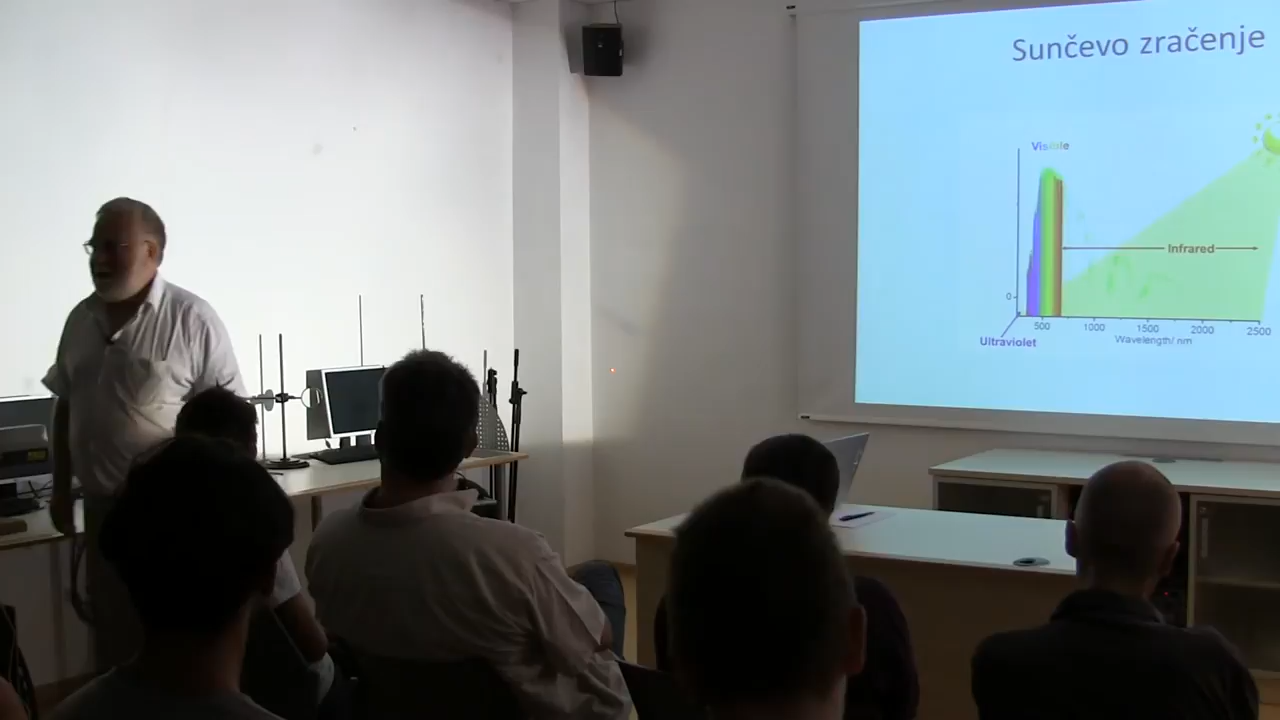 Sunčevo zračenje
Visible
Infrared
0
500 1000 1500 2000 2500
Wavelength/ nm
Ultraviolet